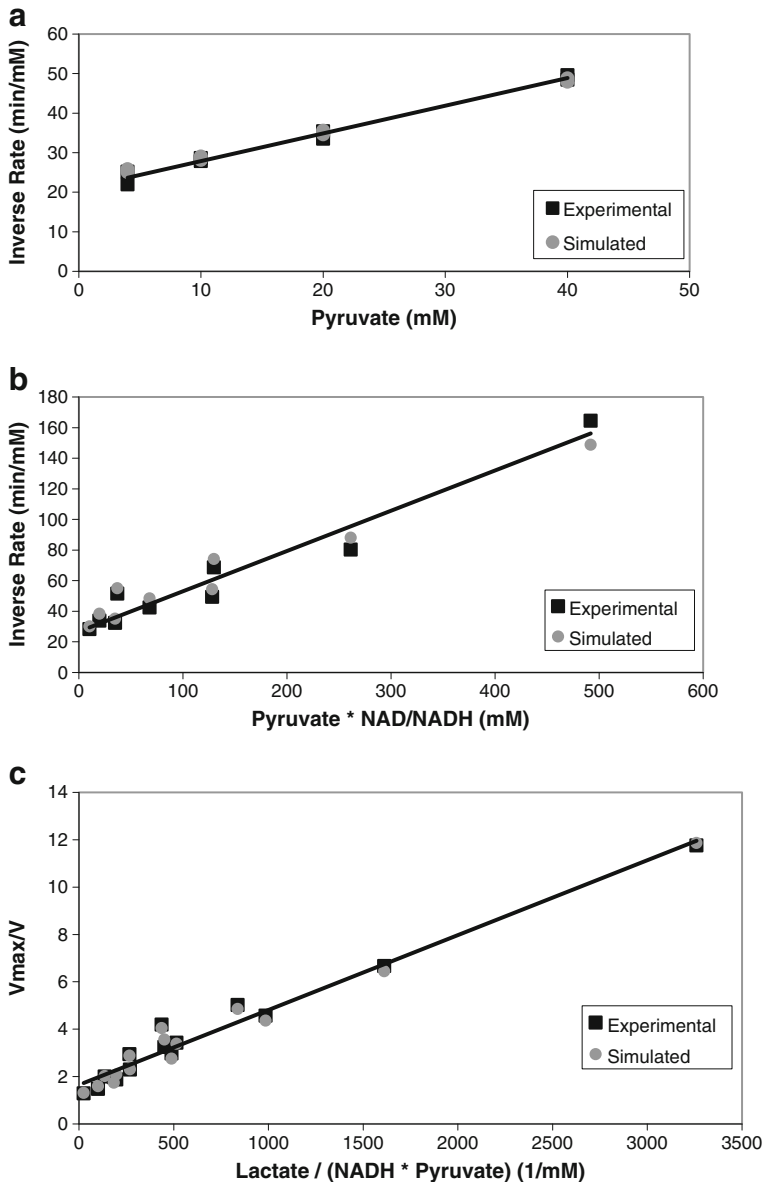 a
Inverse Rate (min/mM)
60
50
40
30
20
10
0
0 10 20 30 40 50
Pyruvate (mM)
Experimental
Simulated
b
Inverse Rate (min/mM)
180
160
140
120
100
80
60
40
20
0
0 100 200 300 400 500 600
Pyruvate * NAD/NADH (mM)
Experimental
Simulated
c
Vmax/V
14
12
10
8
6
4
2
0
0 500 1000 1500 2000 2500 3000 3500
Lactate / (NADH * Pyruvate) (1/mM)
Experimental
Simulated